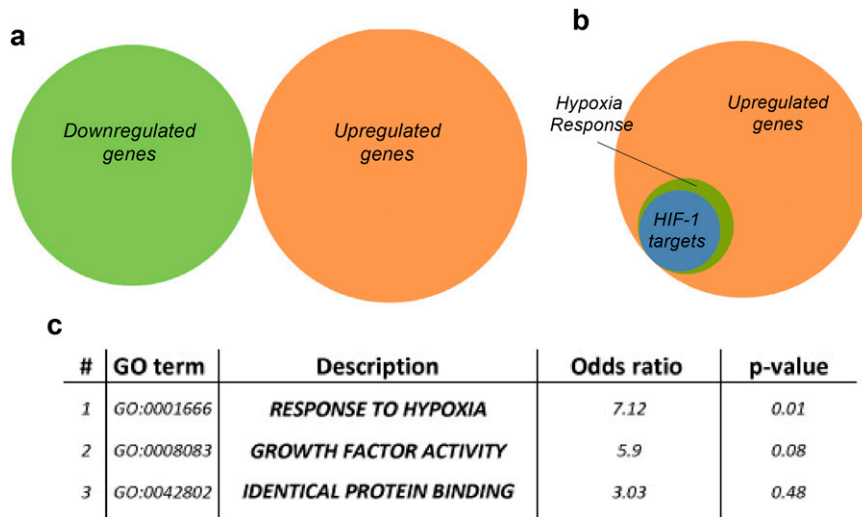 a
Downregulated
genes
Upregulated
genes
b
Hypoxia
Response
Upregulated
genes
HIF-1
targets
c
# GO term Description Odds ratio p-value
1 GO:0001666 RESPONSE TO HYPOXIA 7.12 0.01
2 GO:0008083 GROWTH FACTOR ACTIVITY 5.9 0.08
3 GO:0042802 IDENTICAL PROTEIN BINDING 3.03 0.48